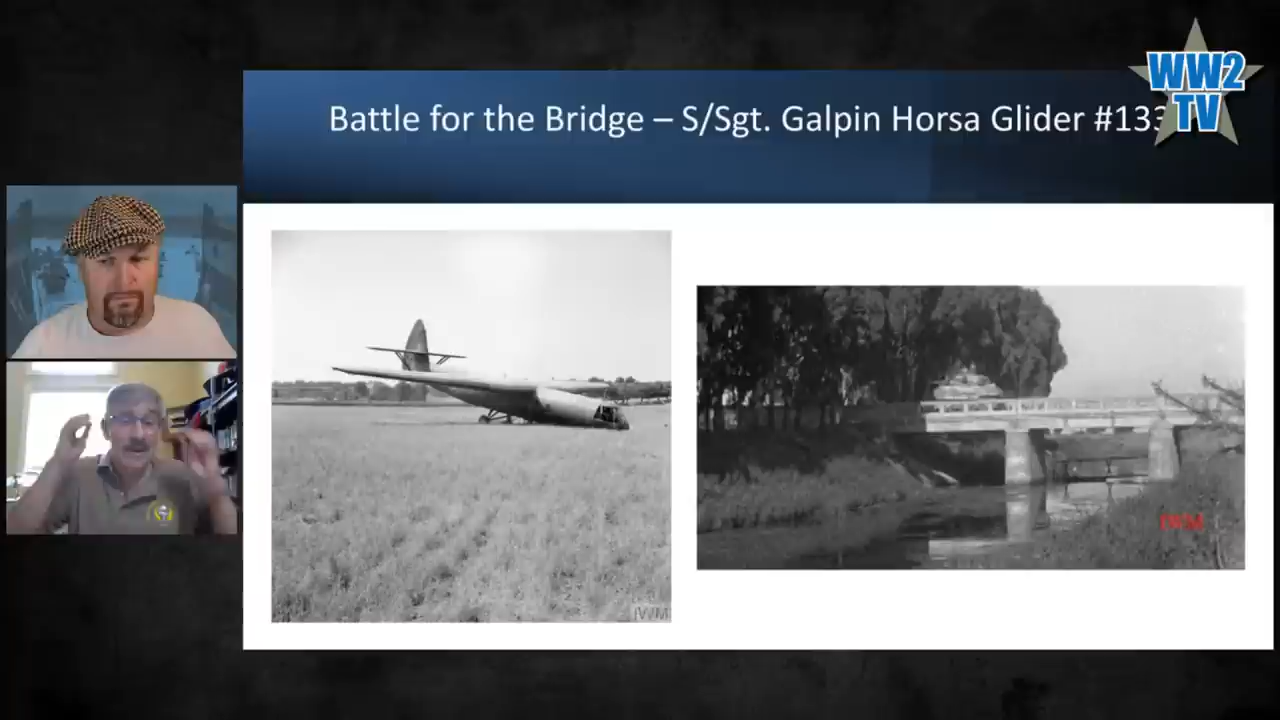 WW2
TV
Battle for the Bridge – S/Sgt. Galpin Horsa Glider #133
IWM
IWM